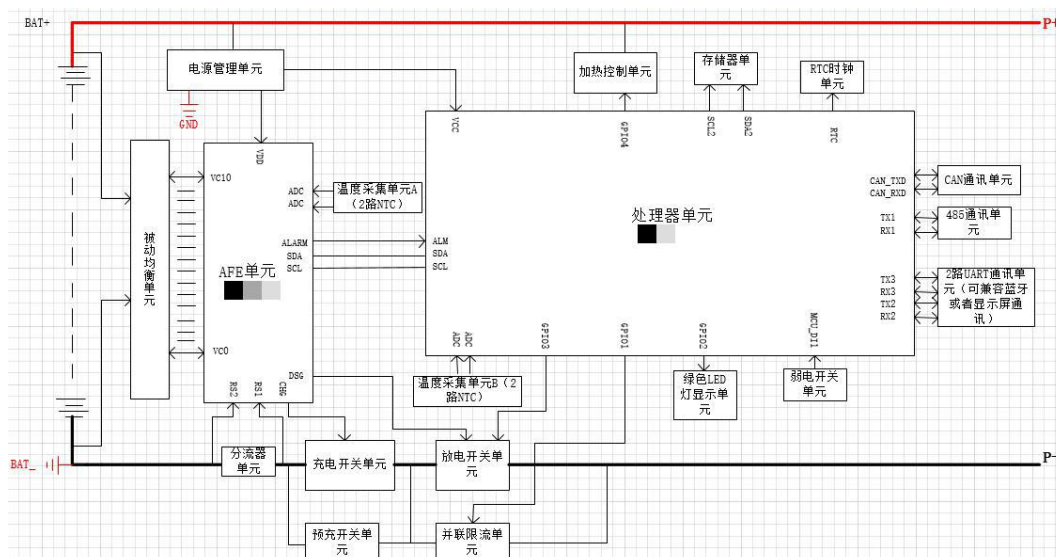 BAT+
P+
电源管理单元
加热控制单元
存储器单
元
RTC时钟
单元
GND
VDD
VCC
GPIO4
SCL2
SDA2
RTC
VC10
ADC
ADC
温度采集单元A
(2路NTC)
CAN_TXD
CAN_RXD
CAN通讯单元
处理器单元
TX1
RX1
485通讯单
元
被动均衡单元
ALARM
SDA
SCL
ALM
SDA
SCL
AFE单元
TX3
RX3
TX2
RX2
2路UART通讯单
元(可兼容蓝牙
或者显示屏通
讯)
VC0
ADC
ADC
GPIO3
GPIO1
GPIO2
MCU_DI1
DSG
RS2
RS1
CHG
温度采集单元B(2
路NTC)
绿色LED
灯显示单
元
弱电开关
单元
BAT_
分流器
单元
充电开关单元
放电开关单
元
P+
预充开关单
元
并联限流单
元